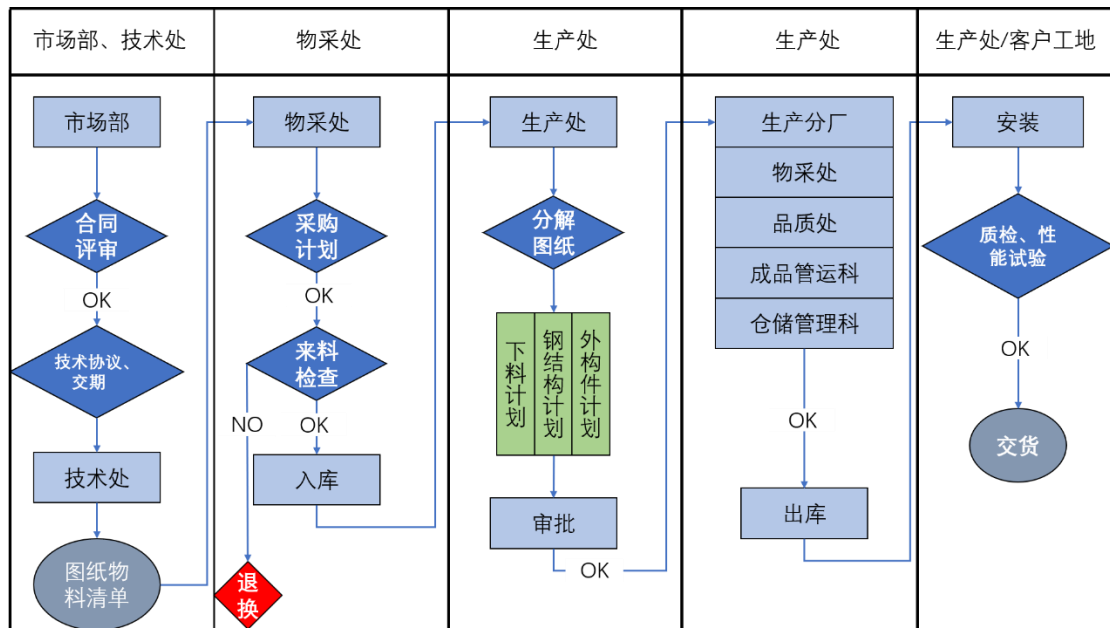 市场部、技术处
物采处
生产处
生产处
生产处/客户工地
市场部
合同
评审
OK
技术协议、
交期
技术处
图纸物
料清单
物采处
采购
计划
OK
来料
检查
NO
OK
入库
退
换
生产处
分解
图纸
下料计划
钢结构计划
外构件计划
审批
OK
生产分厂
物采处
品质处
成品管运科
仓储管理科
OK
出库
安装
质检、性
能试验
OK
交货